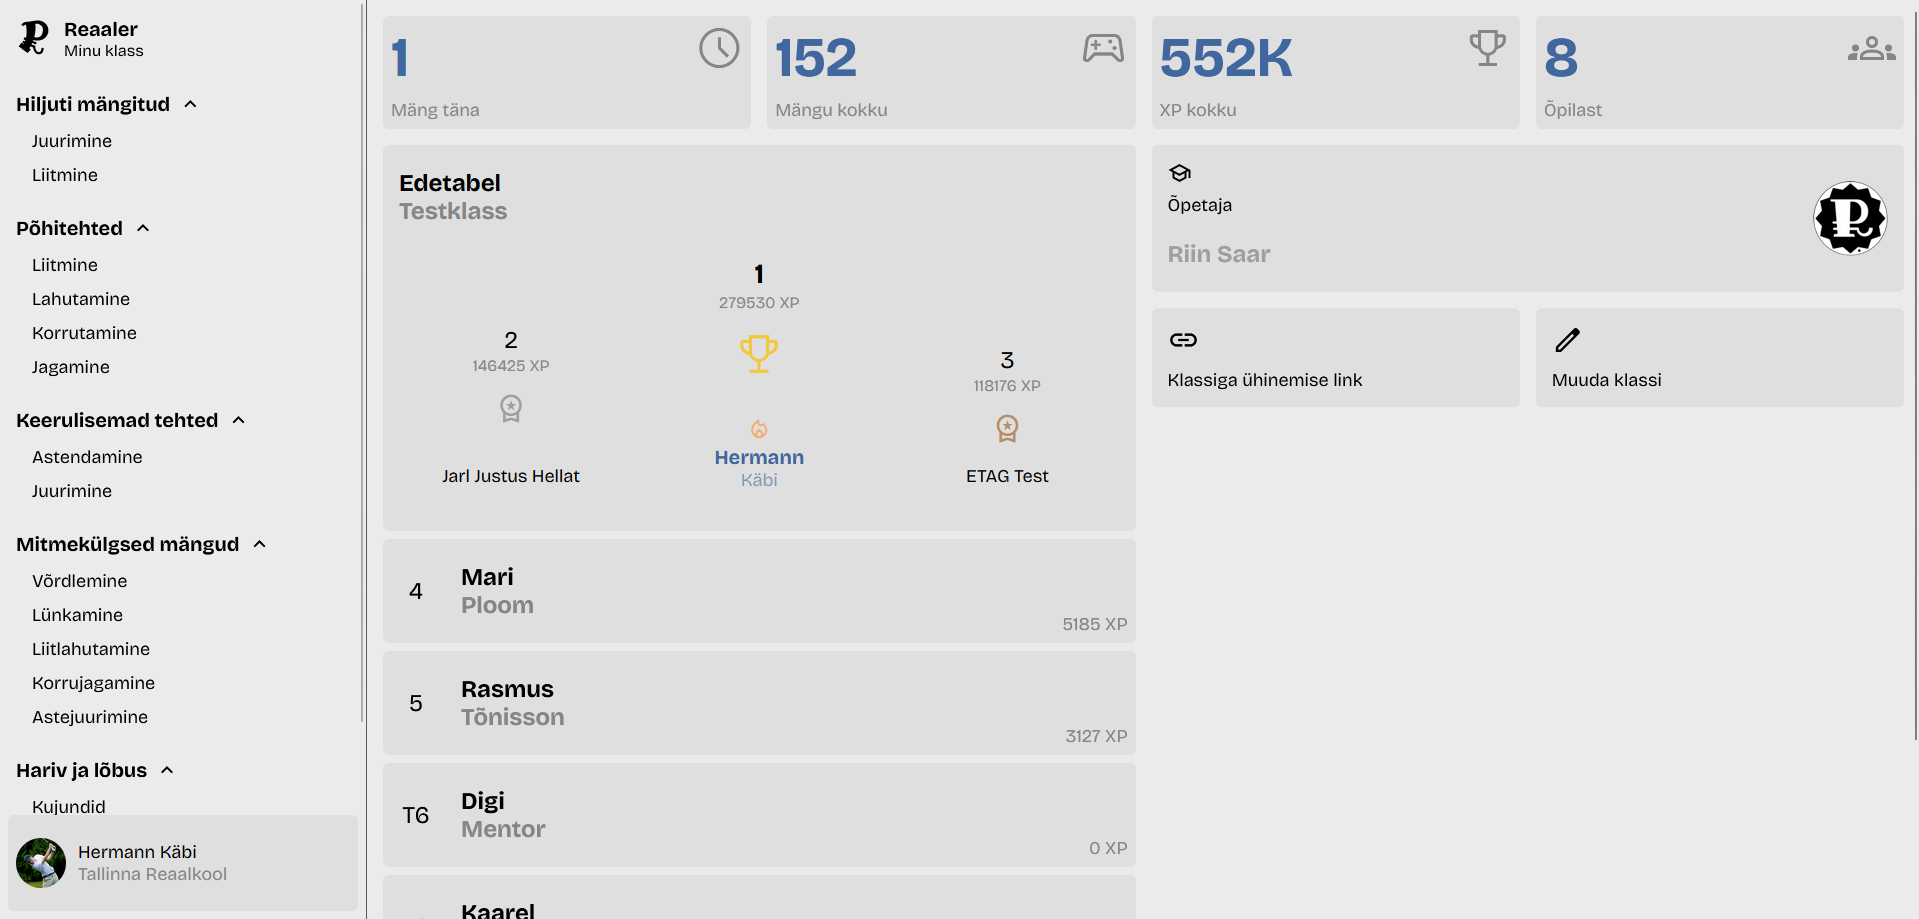 Reaaler
Minu klass
Hiljuti mängitud
Juurimine
Liitmine
Põhitehted
Liitmine
Lahutamine
Korrutamine
Jagamine
Keerulisemad tehted
Astendamine
Juurimine
Mitmekülgsed mängud
Võrdlemine
Lünkamine
Liitlahutamine
Korrujagamine
Astejuurimine
Hariv ja lõbus
Kujundid
Hermann Käbi
Tallinna Reaalkool
1
Mäng täna
152
Mängu kokku
552K
XP kokku
8
Õpilast
Edetabel
Testklass
1
279530 XP
Hermann
Käbi
2
146425 XP
Jarl Justus Hellat
3
118176 XP
ETAG Test
4
Mari
Ploom
5185 XP
5
Rasmus
Tõnisson
3127 XP
T6
Digi
Mentor
0 XP
Kaarel
Õpetaja
Riin Saar
Klassiga ühinemise link
Muuda klassi